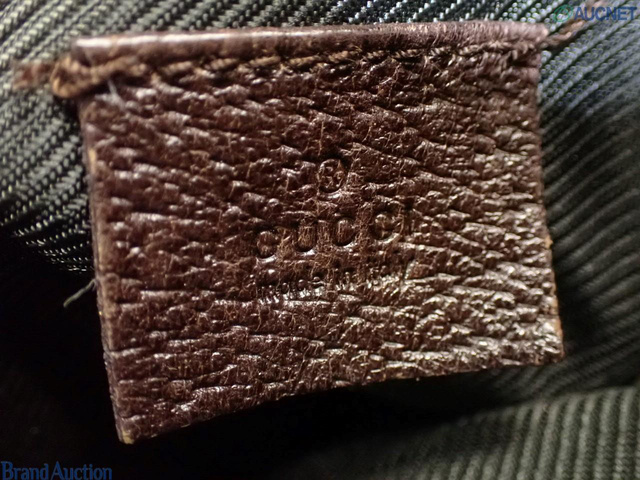 AUCNET
®
GUCCI
MADE IN ITALY
Brand Auction